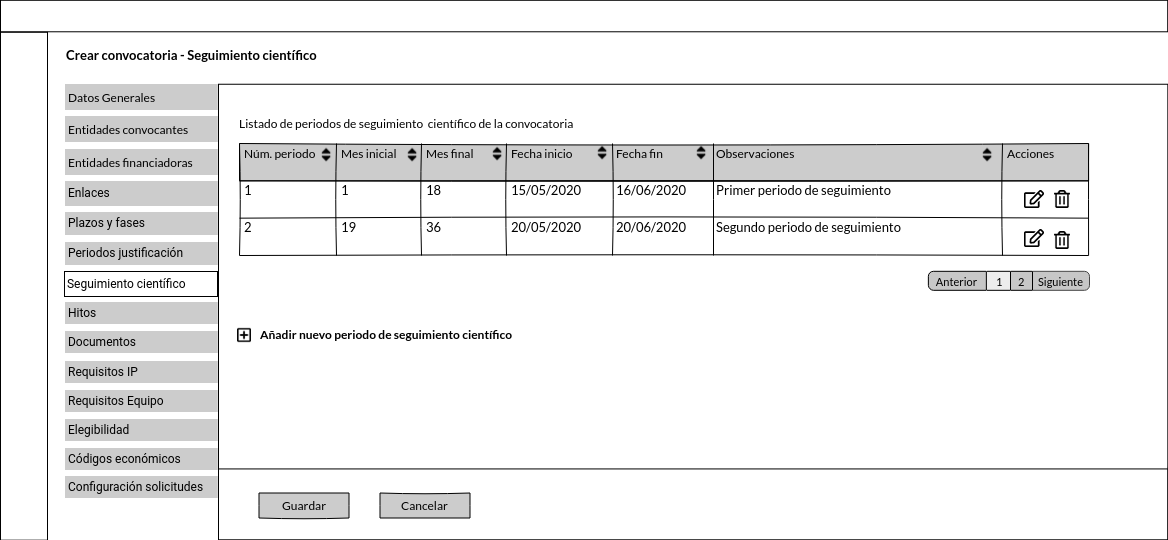 Crear convocatoria - Seguimiento científico
Datos Generales
Entidades convocantes
Entidades financiadoras
Enlaces
Plazos y fases
Periodos justificación
Seguimiento científico
Hitos
Documentos
Requisitos IP
Requisitos Equipo
Elegibilidad
Códigos económicos
Configuración solicitudes
Listado de periodos de seguimiento científico de la convocatoria
Núm. periodo Mes inicial Mes final Fecha inicio Fecha fin Observaciones Acciones
1 1 18 15/05/2020 16/06/2020 Primer periodo de seguimiento
2 19 36 20/05/2020 20/06/2020 Segundo periodo de seguimiento
Anterior 1 2 Siguiente
Añadir nuevo periodo de seguimiento científico
Guardar Cancelar